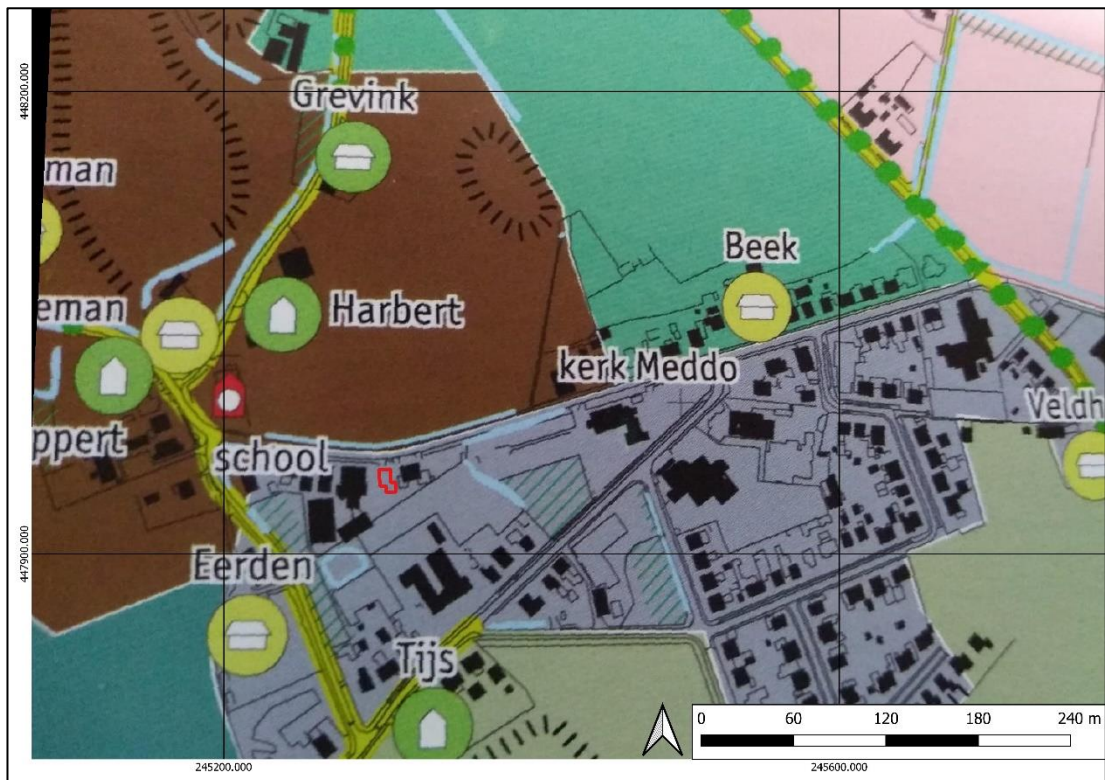 448200.000
Grevink
man
Beek
eman
Harbert
kerk Meddo
Veldh
ppert
school
447900.000
Eerden
Tijs
0 60 120 180 240 m
245200.000
245600.000